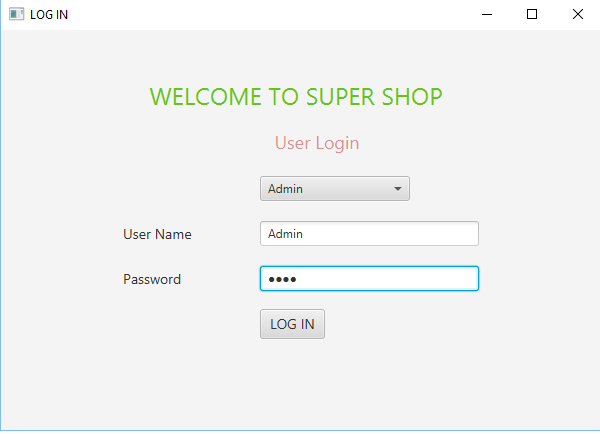 LOG IN
WELCOME TO SUPER SHOP
User Login
Admin
User Name Admin
Password ••••
LOG IN